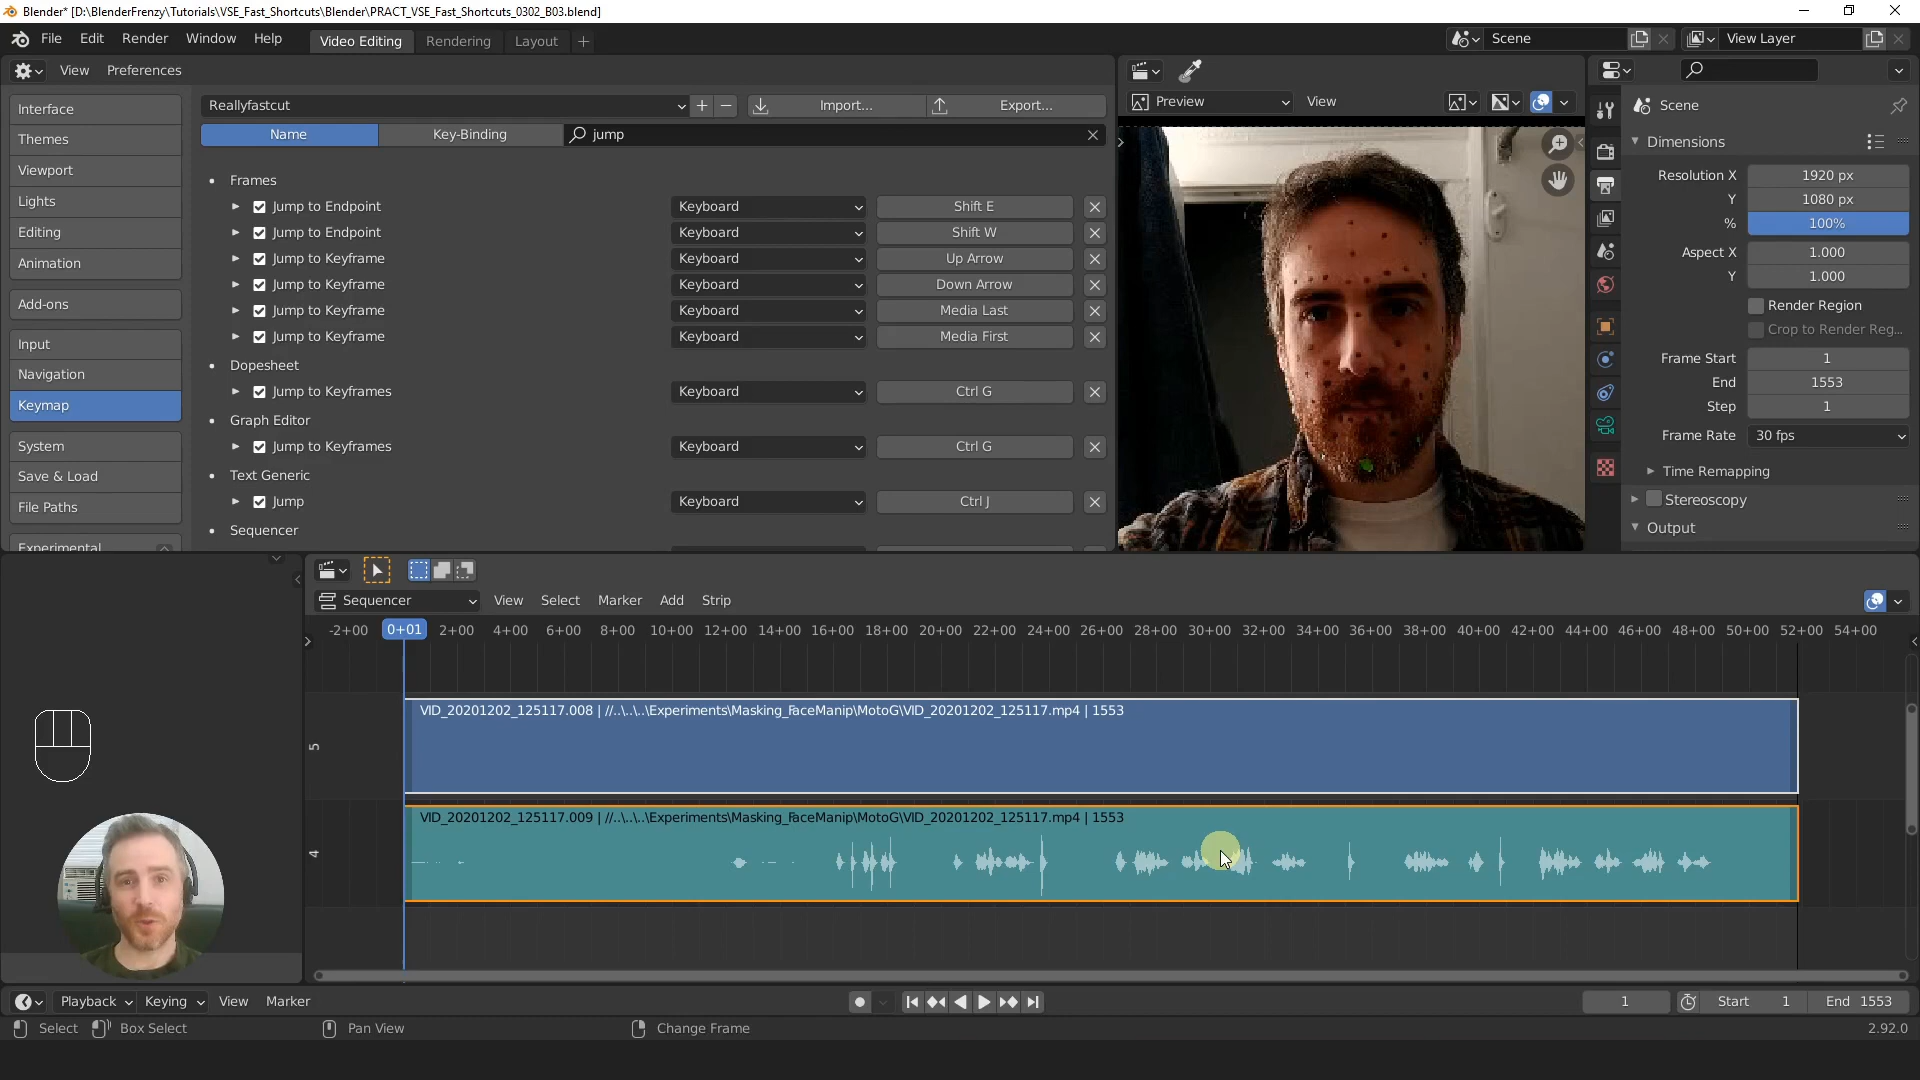 Blender* [D:\BlenderFrenzy\Tutorials\VSE_Fast_Shortcuts\Blender\PRACT_VSE_Fast_Shortcuts_0302_B03.blend]
File Edit Render Window Help Video Editing Rendering Layout Scene View Layer
View Preferences
Reallyfastcut Import... Export... Preview View
Name Key-Binding jump
Interface
Themes
Viewport
Lights
Editing
Animation
Add-ons
Input
Navigation
Keymap
System
Save & Load
File Paths
Experimental
Frames
Jump to Endpoint Keyboard Shift E
Jump to Endpoint Keyboard Shift W
Jump to Keyframe Keyboard Up Arrow
Jump to Keyframe Keyboard Down Arrow
Jump to Keyframe Keyboard Media Last
Jump to Keyframe Keyboard Media First
Dopesheet
Jump to Keyframes Keyboard Ctrl G
Graph Editor
Jump to Keyframes Keyboard Ctrl G
Text Generic
Jump Keyboard Ctrl J
Sequencer
Scene
Dimensions
Resolution X 1920 px
Y 1080 px
% 100%
Aspect X 1.000
Y 1.000
Render Region
Crop to Render Reg...
Frame Start 1
End 1553
Step 1
Frame Rate 30 fps
Time Remapping
Stereoscopy
Output
Sequencer View Select Marker Add Strip
-2+00 0+01 2+00 4+00 6+00 8+00 10+00 12+00 14+00 16+00 18+00 20+00 22+00 24+00 26+00 28+00 30+00 32+00 34+00 36+00 38+00 40+00 42+00 44+00 46+00 48+00 50+00 52+00 54+00
5
VID_20201202_125117.008 | //..\..\..\Experiments\Masking_FaceManip\MotoG\VID_20201202_125117.mp4 | 1553
4
VID_20201202_125117.009 | //..\..\..\Experiments\Masking_FaceManip\MotoG\VID_20201202_125117.mp4 | 1553
Playback Keying View Marker 1 Start 1 End 1553
Select Box Select Pan View Change Frame 2.92.0